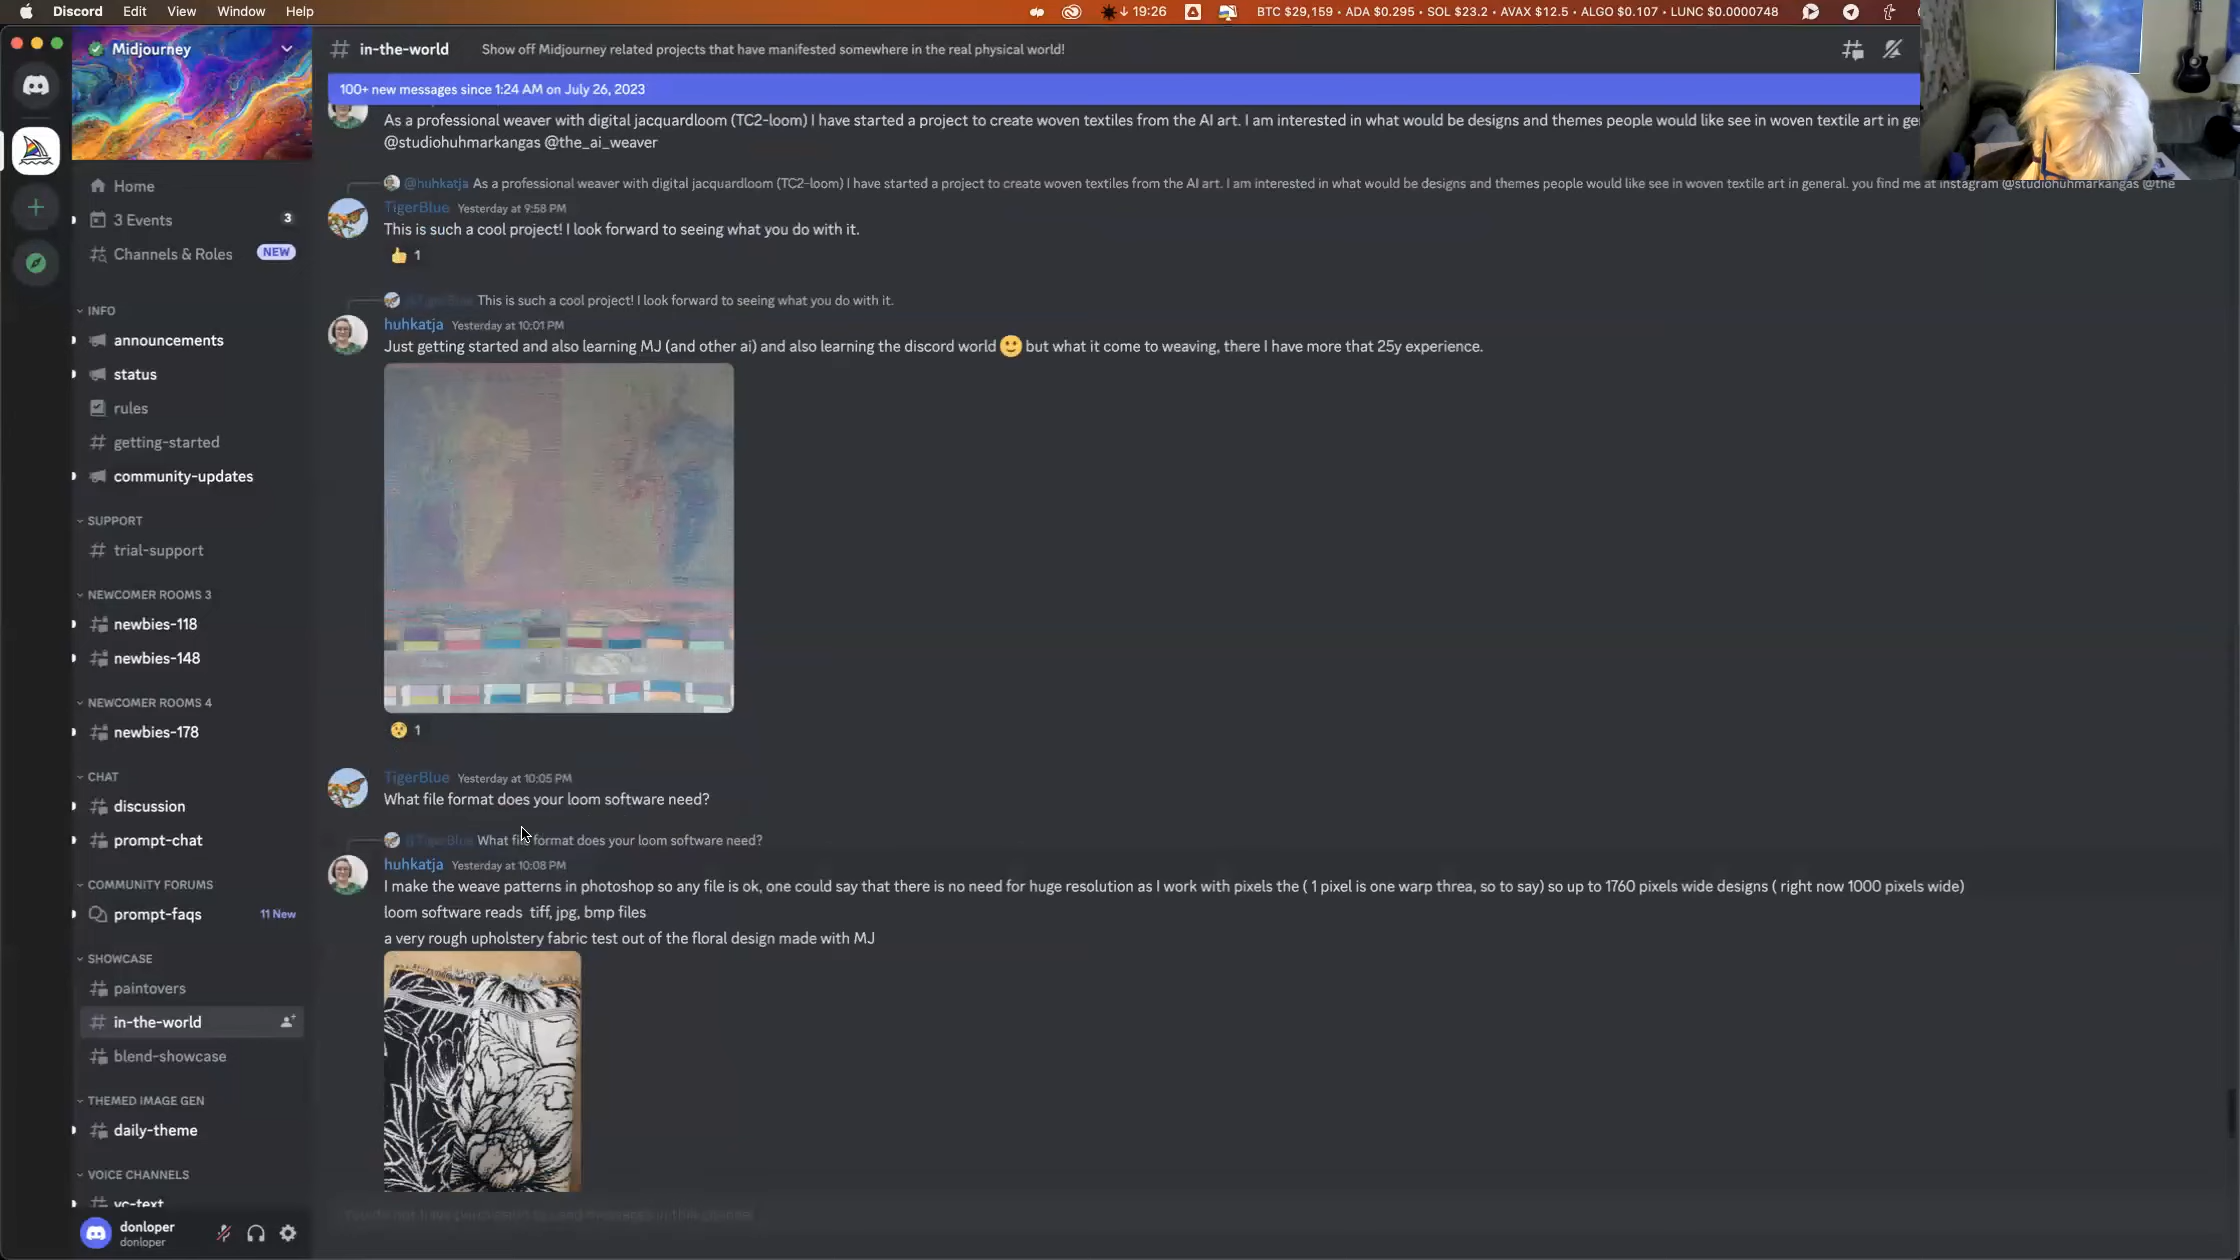 Discord Edit View Window Help
19:26
BTC $29,159 • ADA $0.295 • SOL $23.2 • AVAX $12.5 • ALGO $0.107 • LUNC $0.0000748
Midjourney
Home
3 Events 3
Channels & Roles NEW
INFO
announcements
status
rules
getting-started
community-updates
SUPPORT
trial-support
NEWCOMER ROOMS 3
newbies-118
newbies-148
NEWCOMER ROOMS 4
newbies-178
CHAT
discussion
prompt-chat
COMMUNITY FORUMS
prompt-faqs 11 New
SHOWCASE
paintovers
in-the-world
blend-showcase
THEMED IMAGE GEN
daily-theme
VOICE CHANNELS
vc-text
donloper
donloper
in-the-world Show off Midjourney related projects that have manifested somewhere in the real physical world!
100+ new messages since 1:24 AM on July 26, 2023
As a professional weaver with digital jacquardloom (TC2-loom) I have started a project to create woven textiles from the AI art. I am interested in what would be designs and themes people would like see in woven textile art in
@studiohuhmarkangas @the_ai_weaver
@huhkatja As a professional weaver with digital jacquardloom (TC2-loom) I have started a project to create woven textiles from the AI art. I am interested in what would be designs and themes people would like see in woven textile art in general. you find me at instagram @studiohuhmarkangas @the
TigerBlue Yesterday at 9:58 PM
This is such a cool project! I look forward to seeing what you do with it.
1
This is such a cool project! I look forward to seeing what you do with it.
huhkatja Yesterday at 10:01 PM
Just getting started and also learning MJ (and other ai) and also learning the discord world but what it come to weaving, there I have more that 25y experience.
1
TigerBlue Yesterday at 10:05 PM
What file format does your loom software need?
@TigerBlue What file format does your loom software need?
huhkatja Yesterday at 10:08 PM
I make the weave patterns in photoshop so any file is ok, one could say that there is no need for huge resolution as I work with pixels the ( 1 pixel is one warp threa, so to say) so up to 1760 pixels wide designs ( right now 1000 pixels wide)
loom software reads tiff, jpg, bmp files
a very rough upholstery fabric test out of the floral design made with MJ
You do not have permission to send messages in this channel.